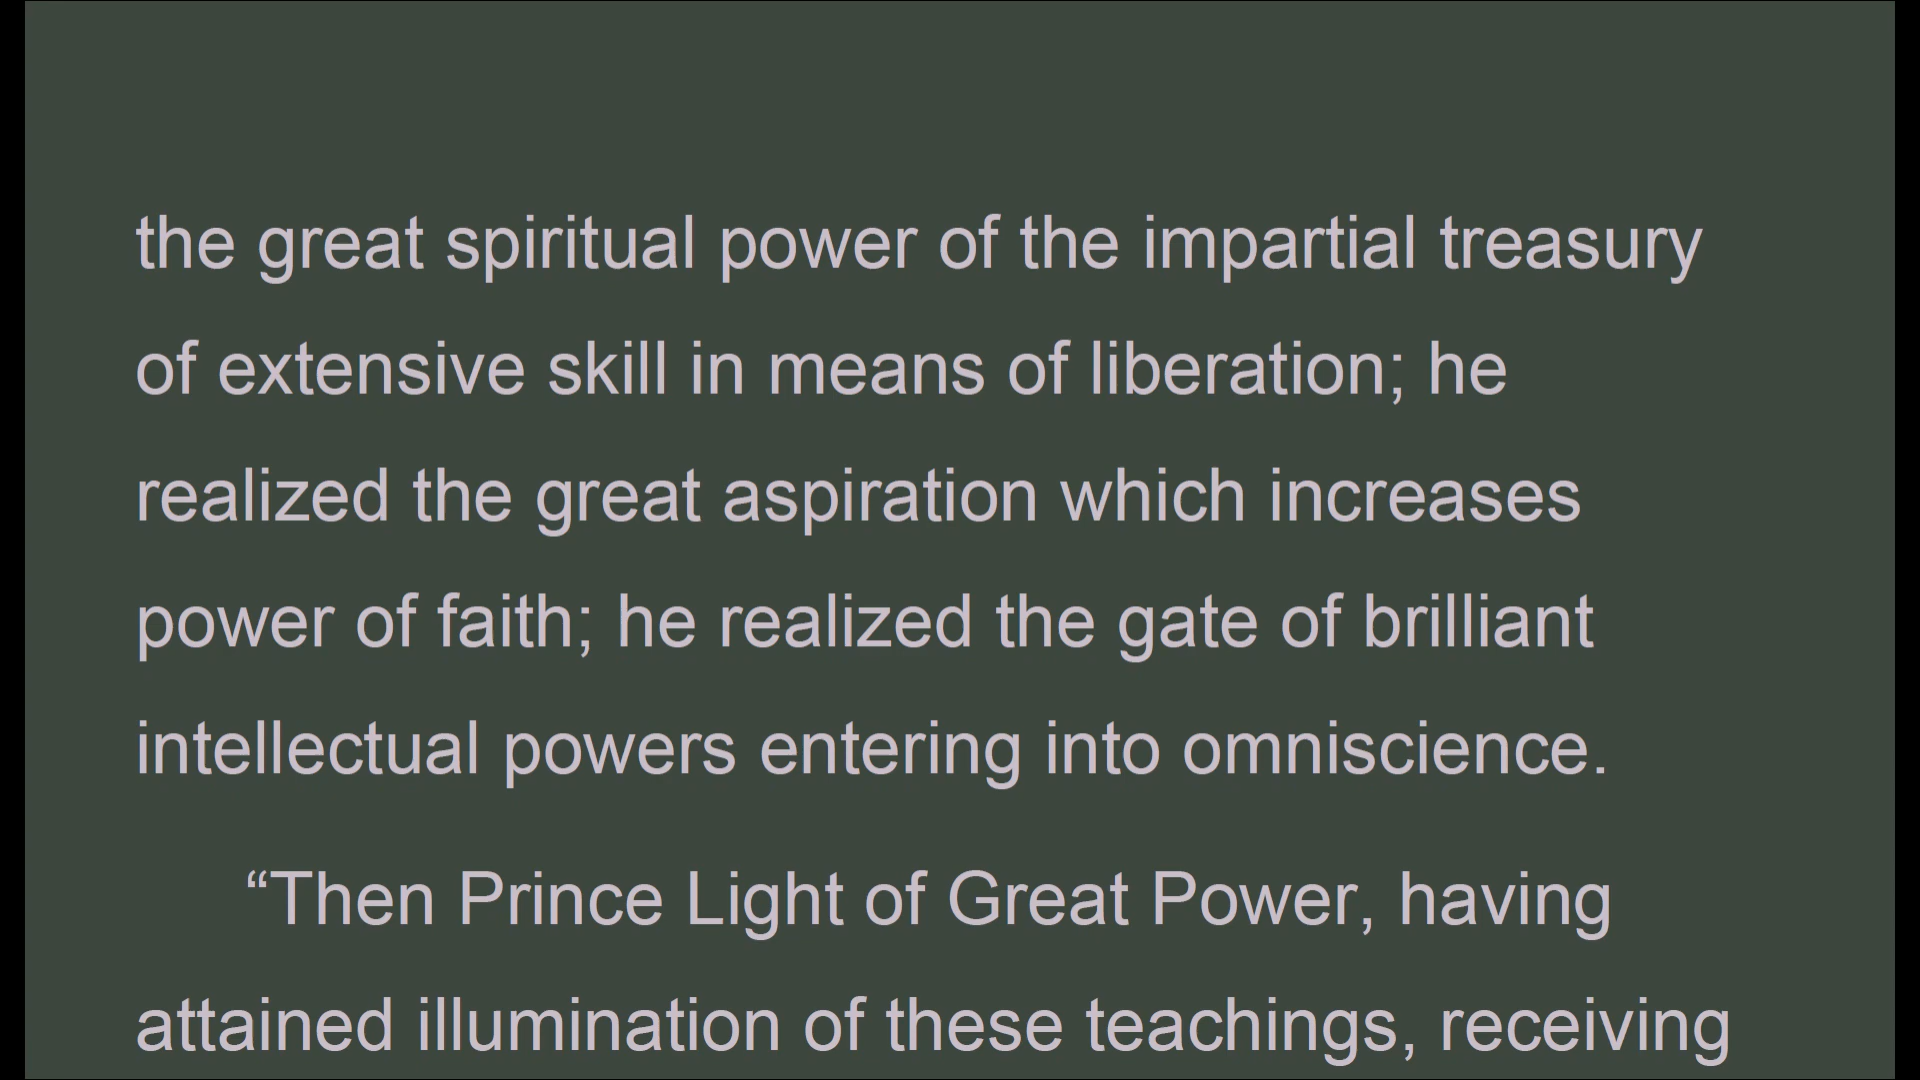 the great spiritual power of the impartial treasury
of extensive skill in means of liberation; he
realized the great aspiration which increases
power of faith; he realized the gate of brilliant
intellectual powers entering into omniscience.
“Then Prince Light of Great Power, having
attained illumination of these teachings, receiving